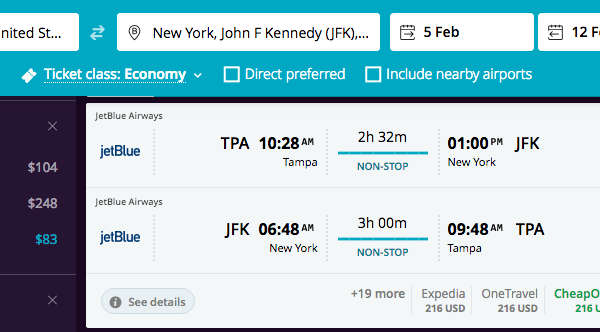 nited St...
New York, John F Kennedy (JFK),...
5 Feb
12 F
Ticket class: Economy
Direct preferred
Include nearby airports
$104
$248
$83
JetBlue Airways
jetBlue
TPA 10:28 AM
Tampa
2h 32m
NON-STOP
01:00 PM JFK
New York
JetBlue Airways
jetBlue
JFK 06:48 AM
New York
3h 00m
NON-STOP
09:48 AM TPA
Tampa
See details
+19 more
Expedia
216 USD
OneTravel
216 USD
CheapO
216 U